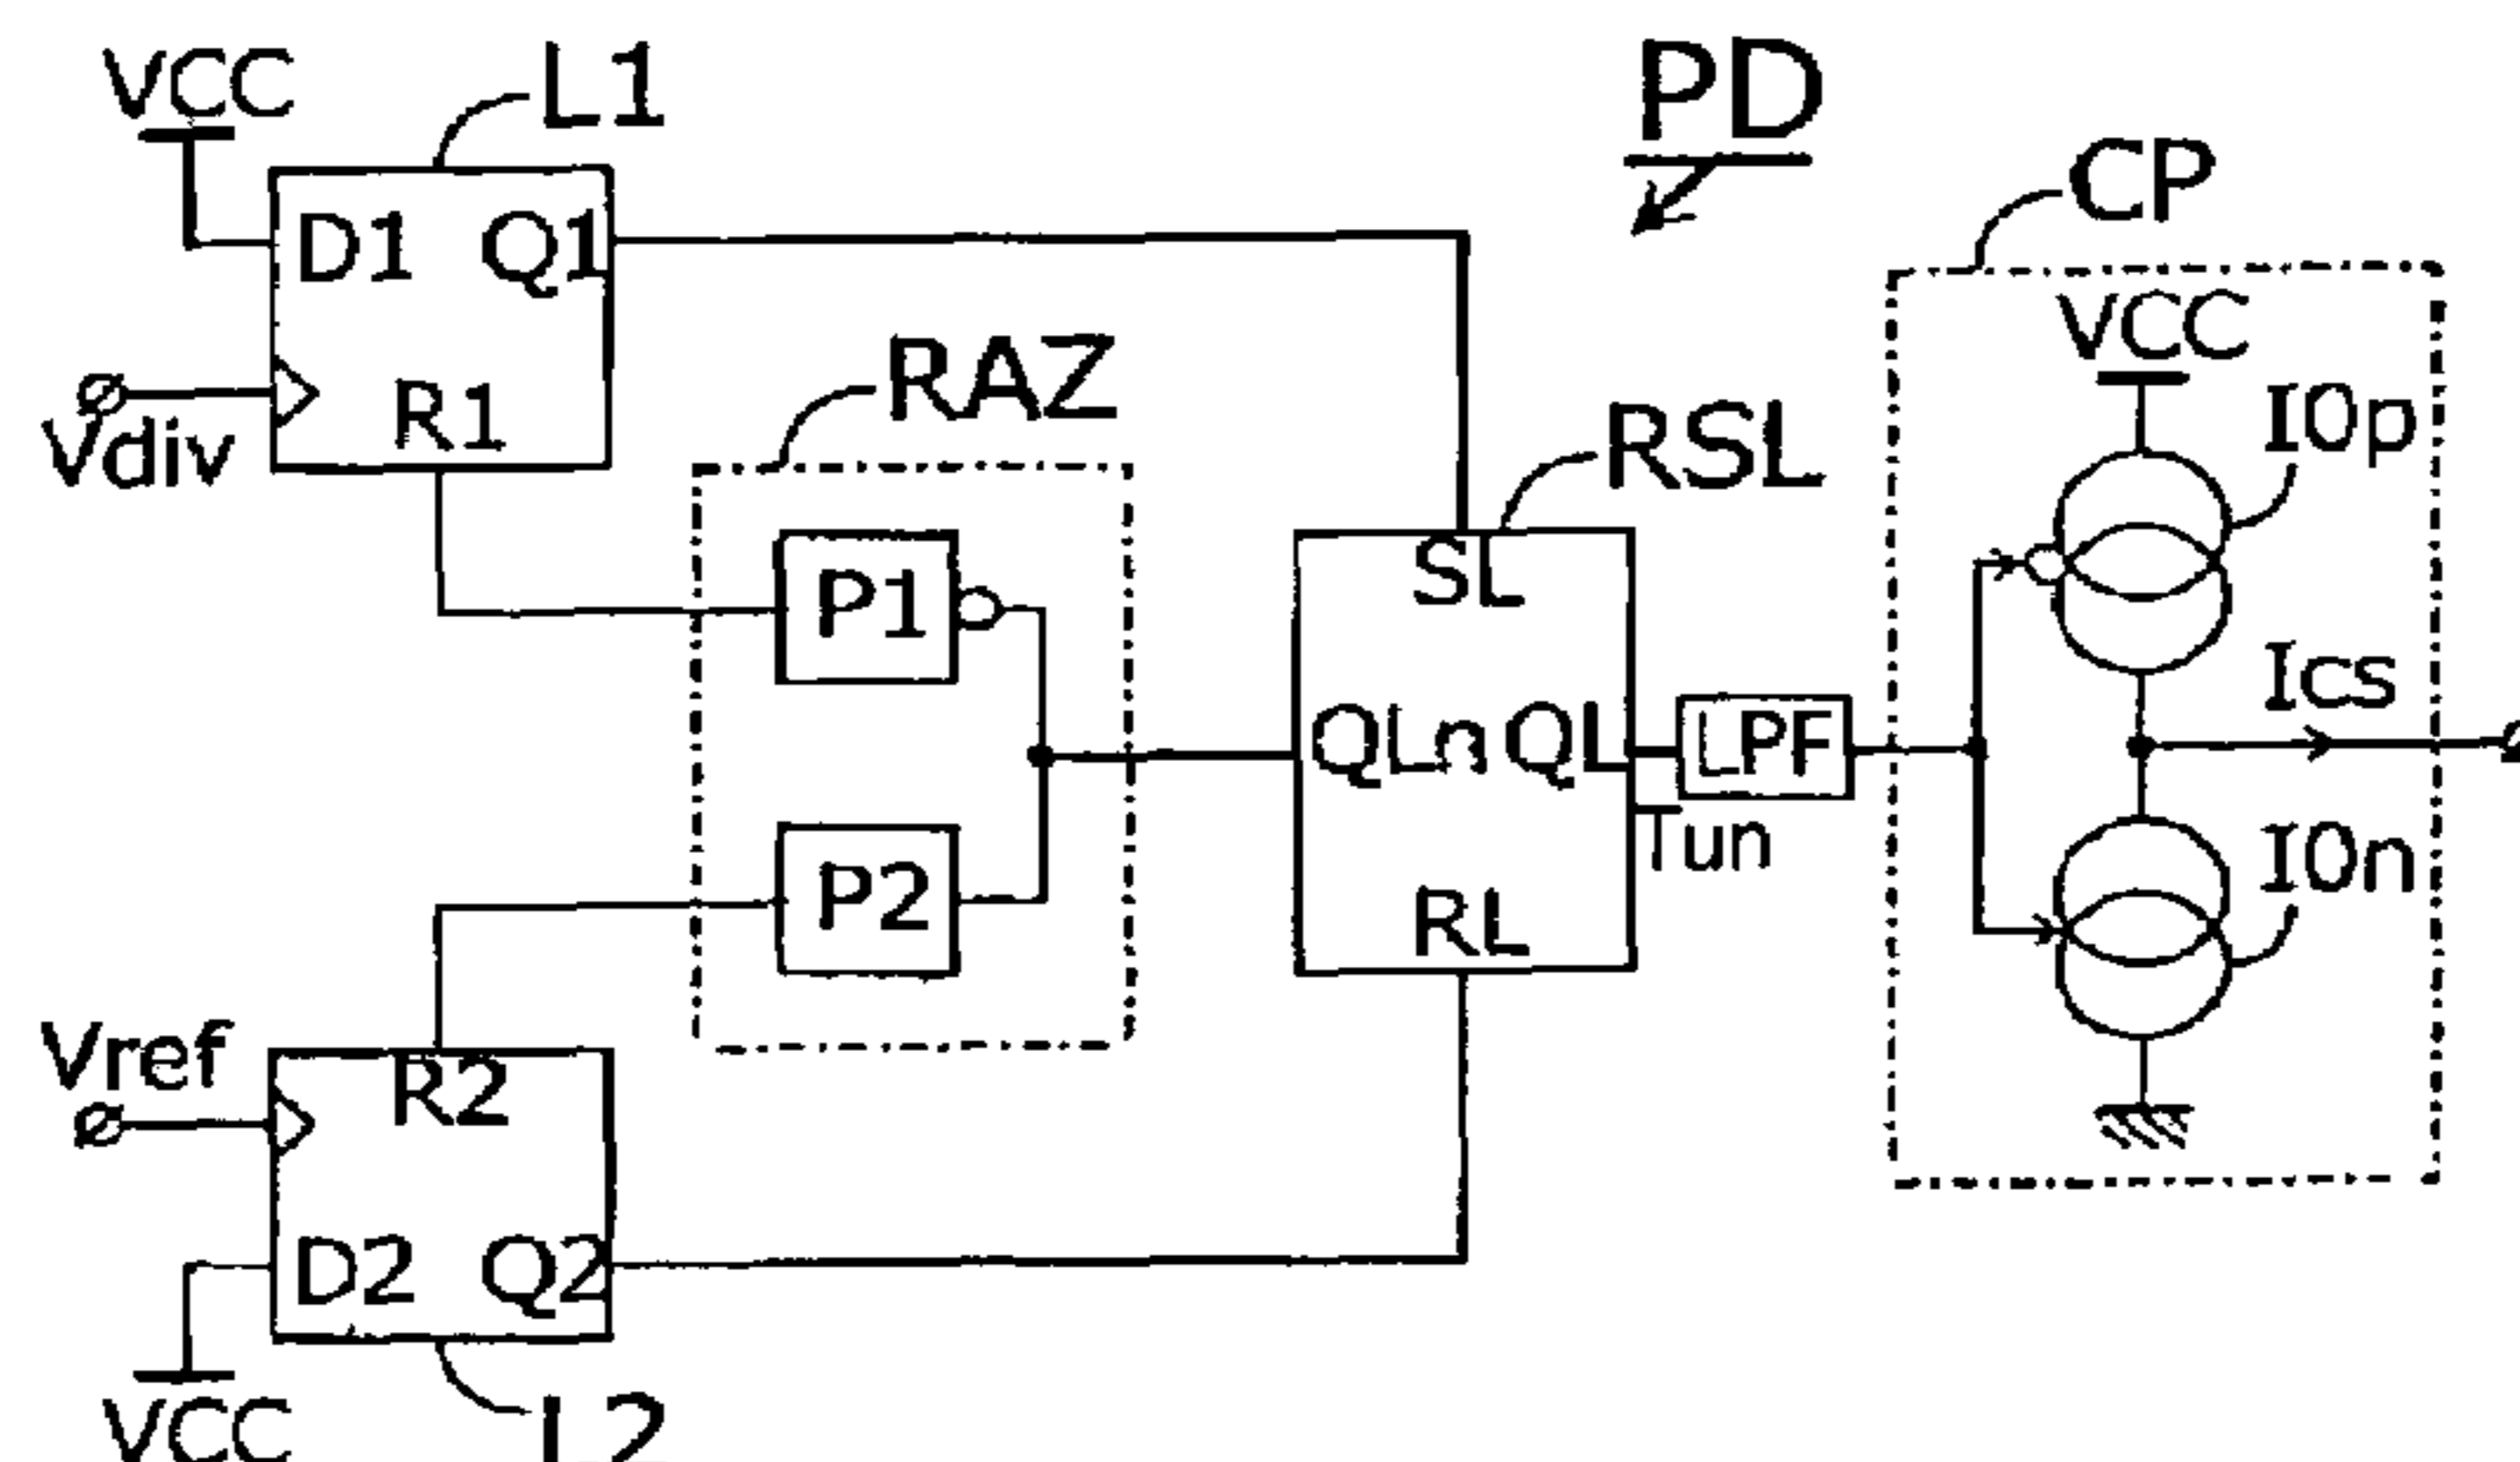 VCC
L1
PD
CP
D1 Q1
VCC
RAZ
I0p
Vdiv
R1
RSL
P1
SL
Ics
QLn QL
LPF
Tun
I0n
P2
RL
Vref
R2
D2 Q2
VCC
L2